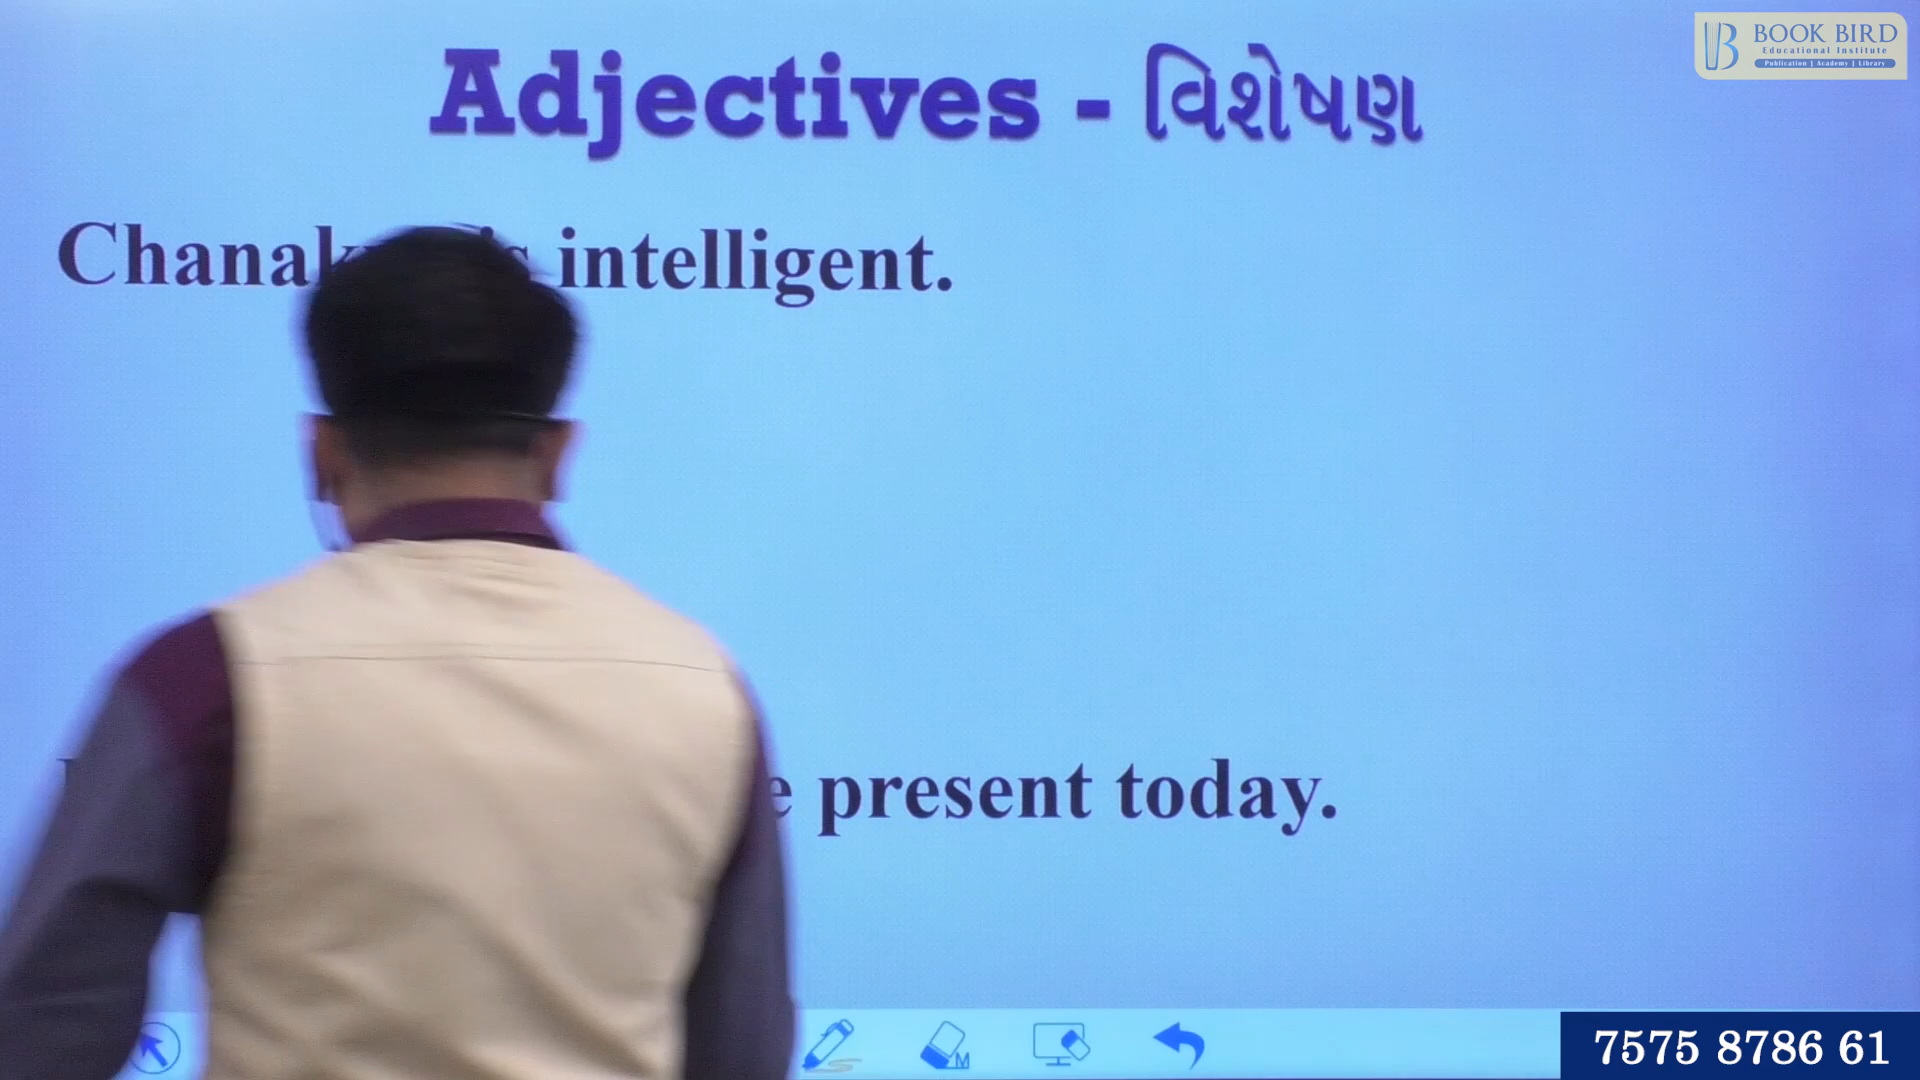 BOOK BIRD
Educational Institute
Publication | Academy | Library
Adjectives - વિશેષણ
intelligent.
present today.
7575 8786 61